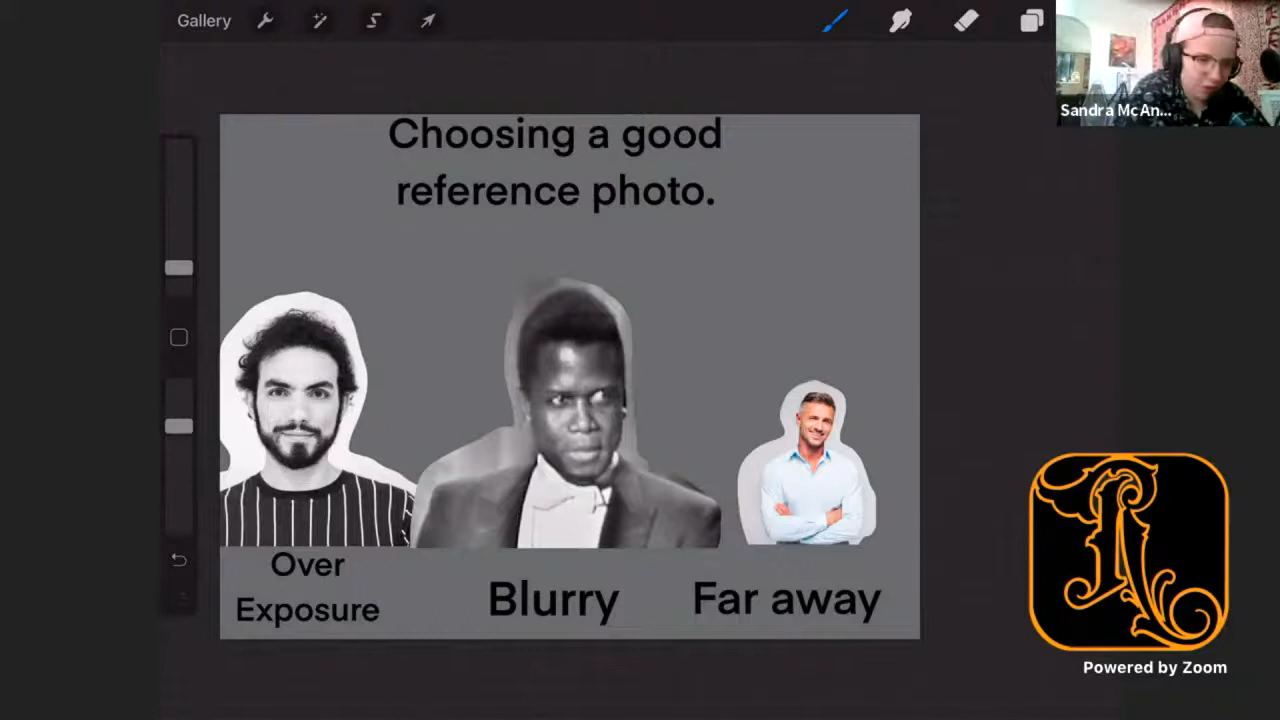 Gallery
Sandra McAn...
Choosing a good
reference photo.
Over
Exposure
Blurry
Far away
Powered by Zoom